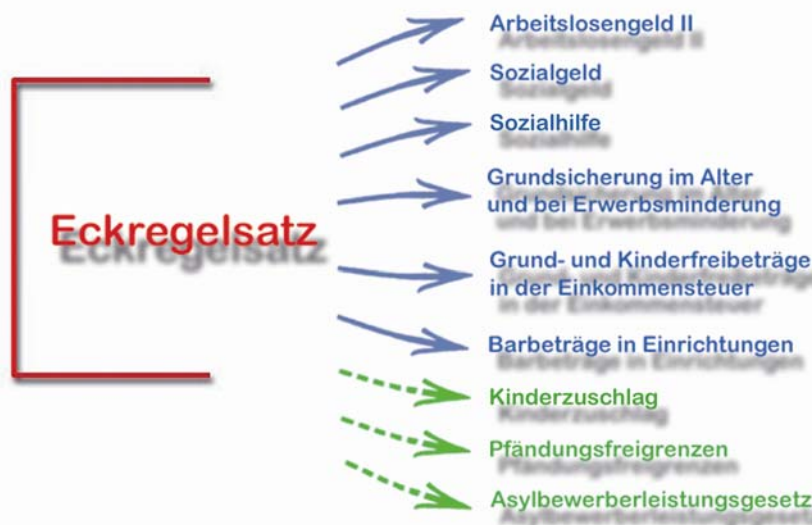 Eckregelsatz
Arbeitslosengeld II
Sozialgeld
Sozialhilfe
Grundsicherung im Alter
und bei Erwerbsminderung
Grund- und Kinderfreibeträge
in der Einkommensteuer
Barbeträge in Einrichtungen
Kinderzuschlag
Pfändungsfreigrenzen
Asylbewerberleistungsgesetz